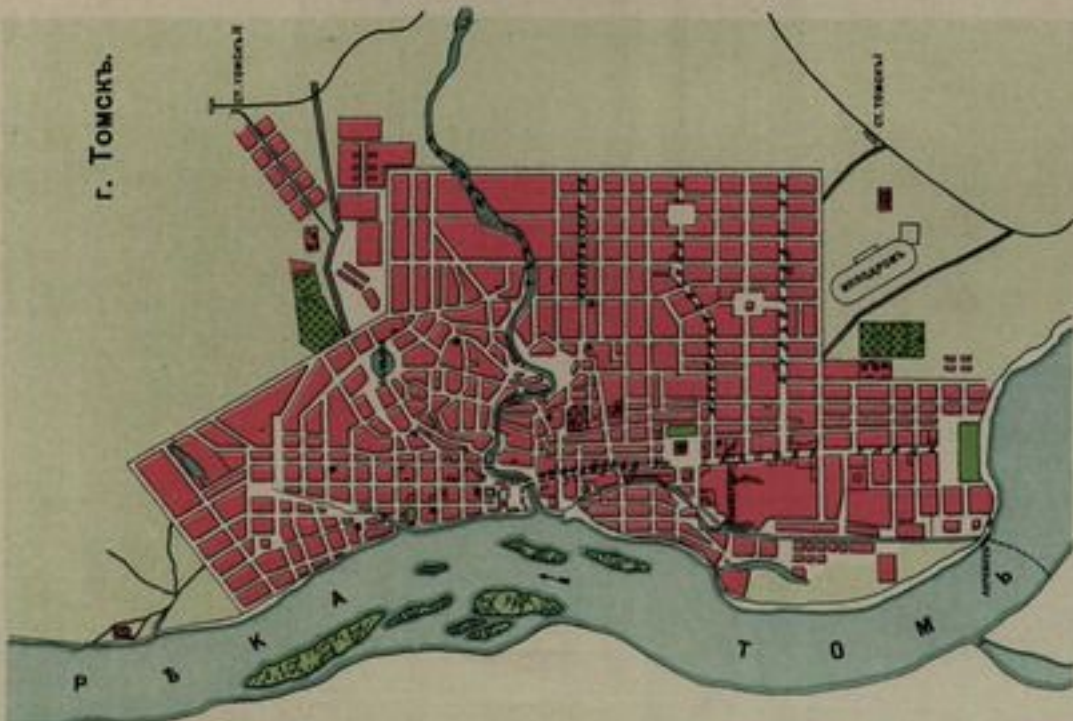 г. Томскъ.
ст. Томскъ II
ст. Томскъ I
ипподромъ
РѢКА
ТОМЬ